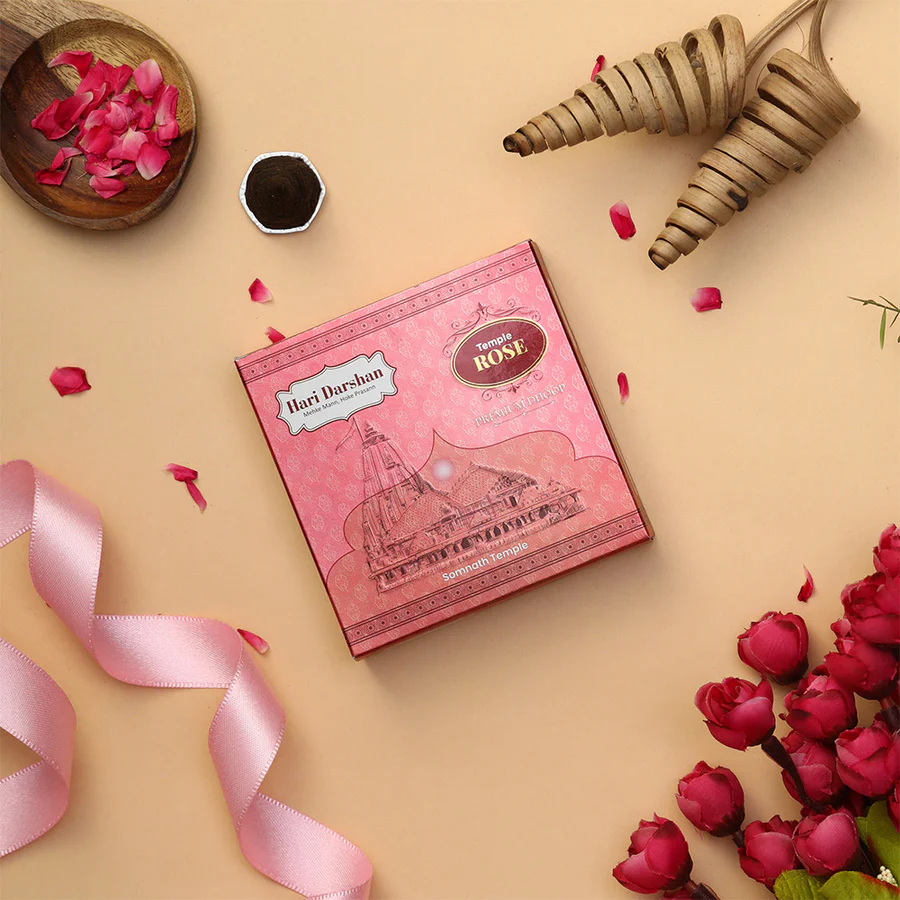 Hari Darshan
Mehke Mann, Hoke Prasann
Temple
ROSE
PREMIUM DHOOP
Somnath Temple